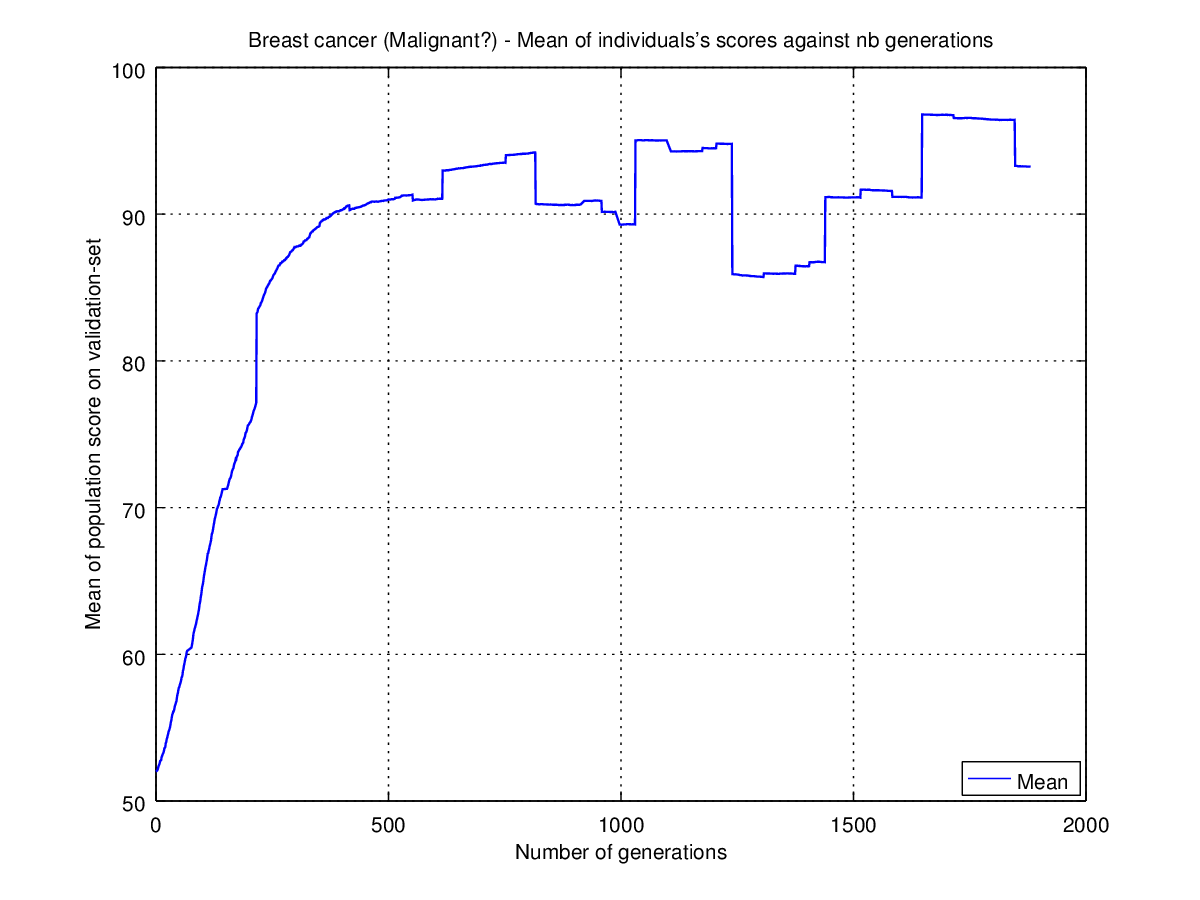 Breast cancer (Malignant?) - Mean of individuals's scores against nb generations
100
90
80
70
60
50
Mean of population score on validation-set
0 500 1000 1500 2000
Number of generations
Mean